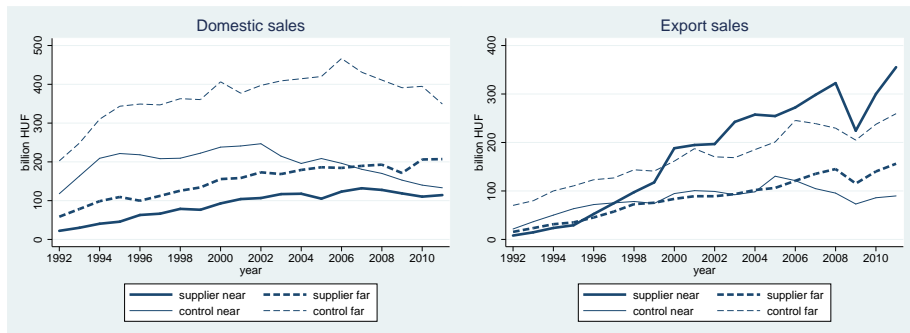 Domestic sales
500
400
300
200
100
0
billion HUF
1992 1994 1996 1998 2000 2002 2004 2006 2008 2010
year
supplier near supplier far
control near control far
Export sales
400
300
200
100
0
billion HUF
1992 1994 1996 1998 2000 2002 2004 2006 2008 2010
year
supplier near supplier far
control near control far